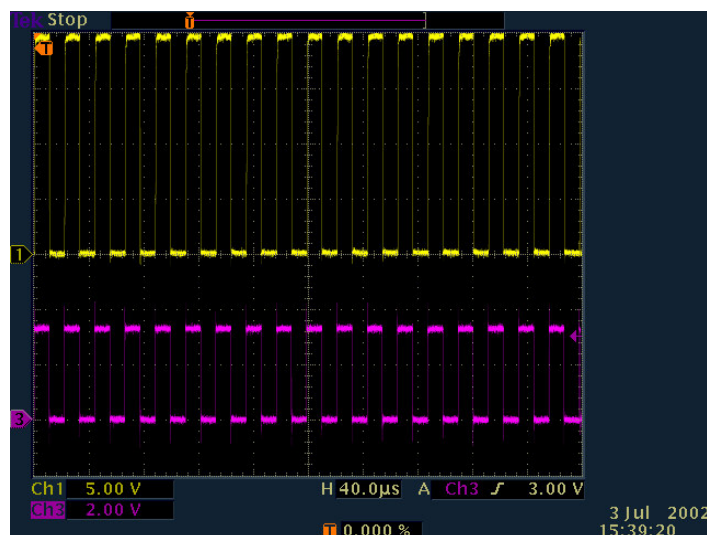 Tek Stop
T
T
1
3
Ch1 5.00 V H 40.0µs A Ch3 3.00 V
Ch3 2.00 V
3 Jul 2002
T 0.000 % 15:39:20